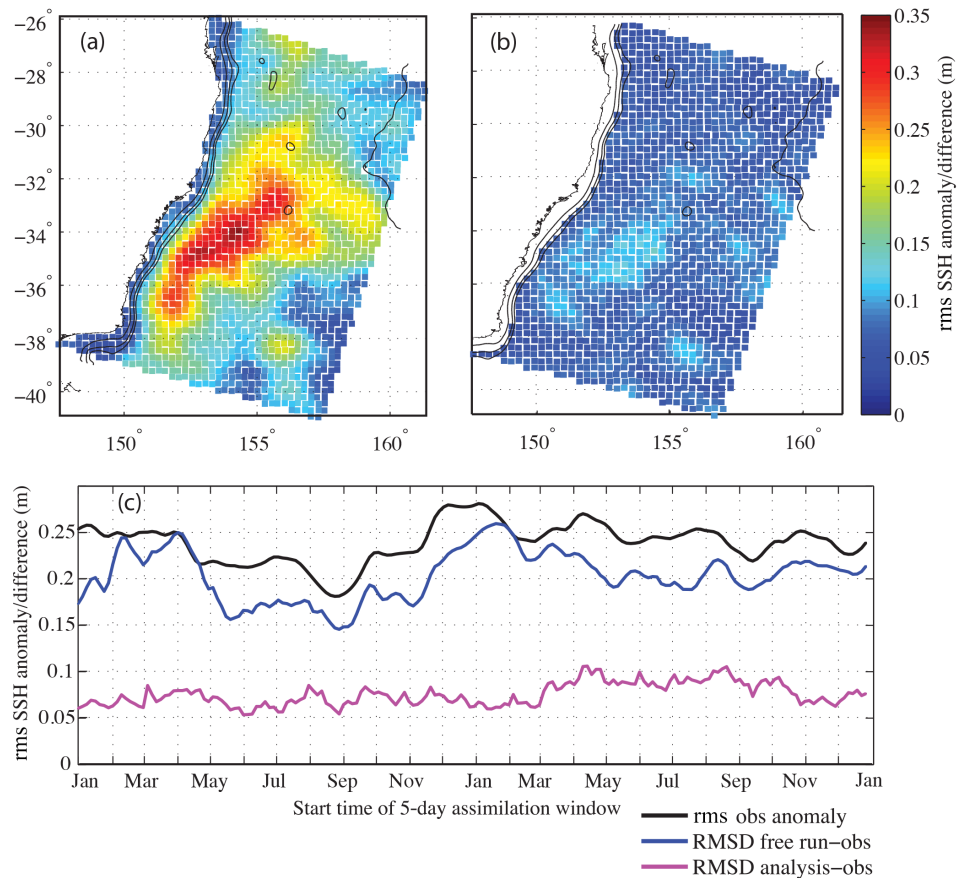 (a)
(b)
−26°
−28°
−30°
−32°
−34°
−36°
−38°
−40°
150° 155° 160°
150° 155° 160°
0.35
0.3
0.25
0.2
0.15
0.1
0.05
0
rms SSH anomaly/difference (m)
(c)
rms SSH anomaly/difference (m)
0.25
0.2
0.15
0.1
0.05
0
Jan Mar May Jul Sep Nov Jan Mar May Jul Sep Nov Jan
Start time of 5-day assimilation window
rms obs anomaly
RMSD free run−obs
RMSD analysis−obs